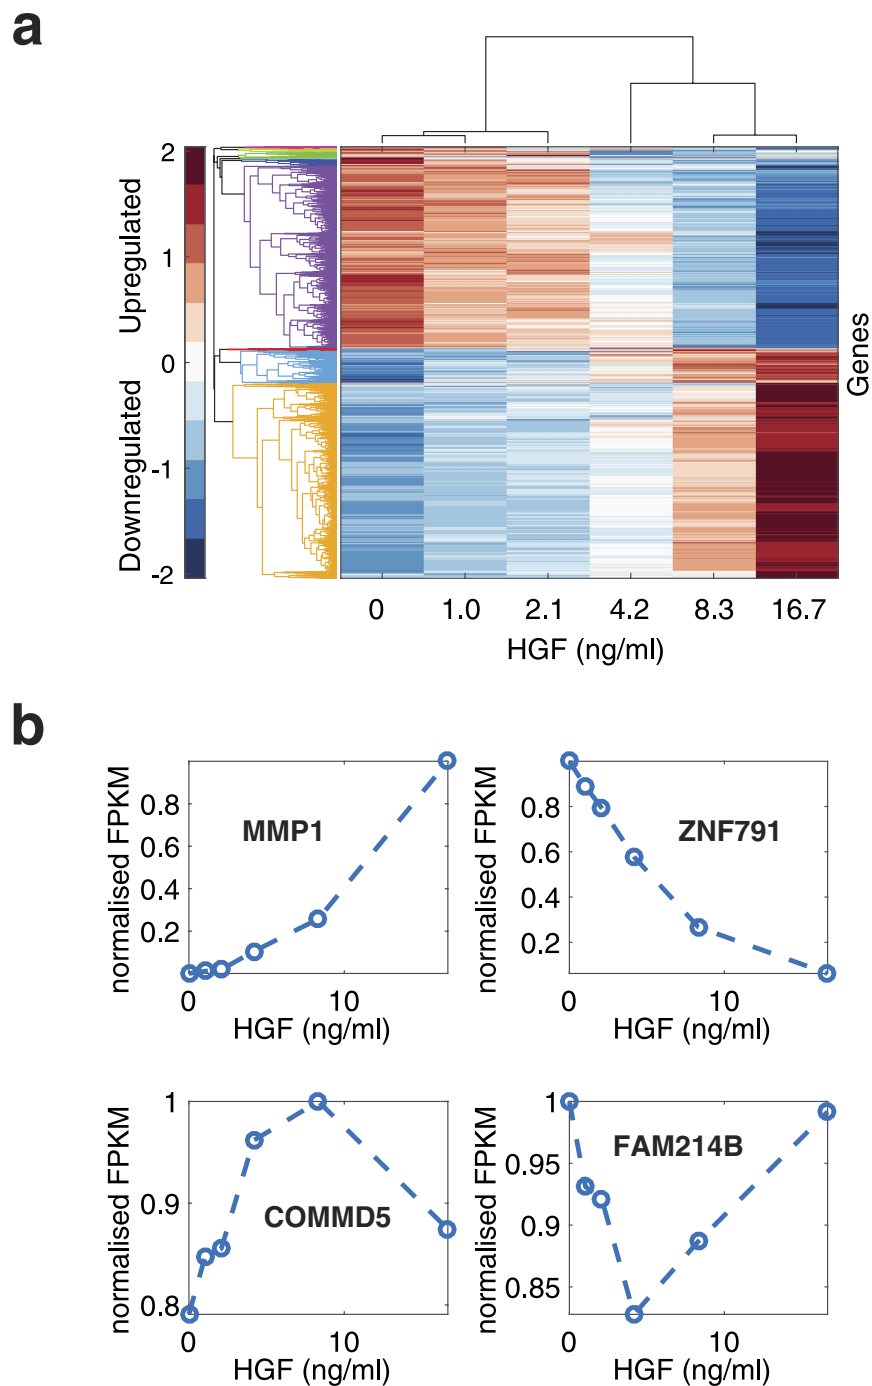 a
2
1
0
-1
-2
Upregulated
Downregulated
Genes
0 1.0 2.1 4.2 8.3 16.7
HGF (ng/ml)
b
normalised FPKM
0.8
0.6
0.4
0.2
MMP1
0 10
HGF (ng/ml)
normalised FPKM
0.8
0.6
0.4
0.2
ZNF791
0 10
HGF (ng/ml)
normalised FPKM
1
0.9
0.8
COMMD5
0 10
HGF (ng/ml)
normalised FPKM
1
0.95
0.9
0.85
FAM214B
0 10
HGF (ng/ml)